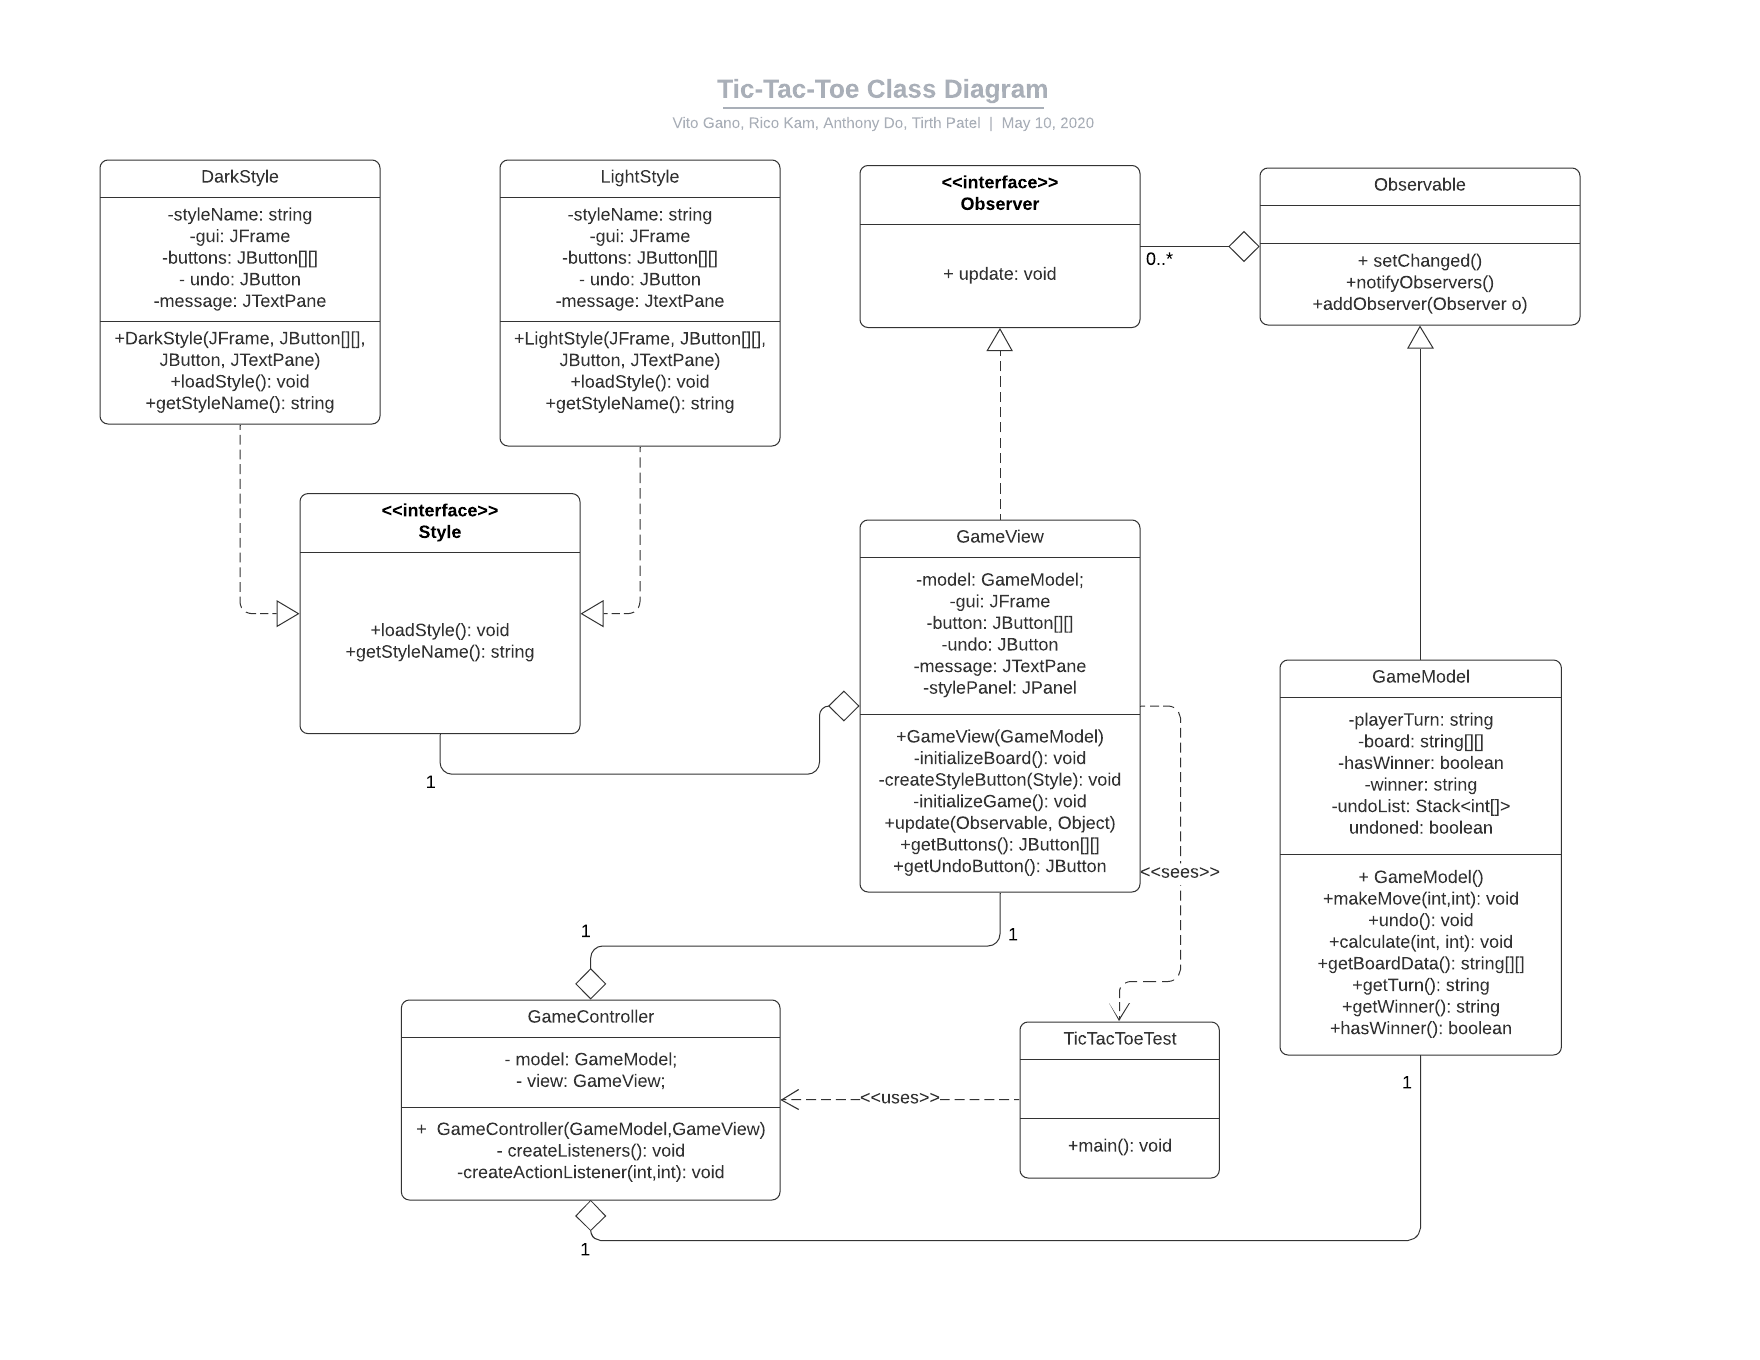 Tic-Tac-Toe Class Diagram
Vito Gano, Rico Kam, Anthony Do, Tirth Patel | May 10, 2020
DarkStyle
-styleName: string
-gui: JFrame
-buttons: JButton[][]
- undo: JButton
-message: JTextPane
+DarkStyle(JFrame, JButton[][],
JButton, JTextPane)
+loadStyle(): void
+getStyleName(): string
LightStyle
-styleName: string
-gui: JFrame
-buttons: JButton[][]
- undo: JButton
-message: JtextPane
+LightStyle(JFrame, JButton[][],
JButton, JTextPane)
+loadStyle(): void
+getStyleName(): string
<<interface>>
Observer
+ update: void
0..*
Observable
+ setChanged()
+notifyObservers()
+addObserver(Observer o)
<<interface>>
Style
+loadStyle(): void
+getStyleName(): string
1
GameView
-model: GameModel;
-gui: JFrame
-button: JButton[][]
-undo: JButton
-message: JTextPane
-stylePanel: JPanel
+GameView(GameModel)
-initializeBoard(): void
-createStyleButton(Style): void
-initializeGame(): void
+update(Observable, Object)
+getButtons(): JButton[][]
+getUndoButton(): JButton
<<sees>>
GameModel
-playerTurn: string
-board: string[][]
-hasWinner: boolean
-winner: string
-undoList: Stack<int[]>
undoned: boolean
+ GameModel()
+makeMove(int,int): void
+undo(): void
+calculate(int, int): void
+getBoardData(): string[][]
+getTurn(): string
+getWinner(): string
+hasWinner(): boolean
1
1
1
GameController
- model: GameModel;
- view: GameView;
+  GameController(GameModel,GameView)
- createListeners(): void
-createActionListener(int,int): void
<<uses>>
TicTacToeTest
+main(): void
1